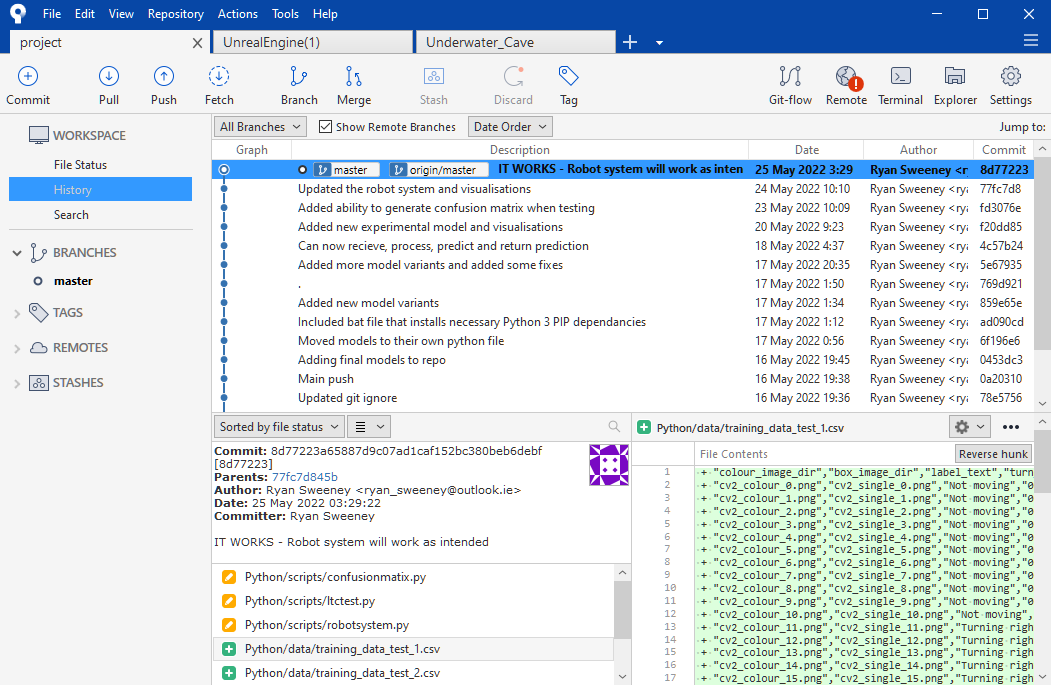 File Edit View Repository Actions Tools Help
project UnrealEngine(1) Underwater_Cave
Commit Pull Push Fetch Branch Merge Stash Discard Tag Git-flow Remote Terminal Explorer Settings
WORKSPACE
File Status
History
Search
BRANCHES
master
TAGS
REMOTES
STASHES
All Branches Show Remote Branches Date Order Jump to:
Graph Description Date Author Commit
master origin/master IT WORKS - Robot system will work as inten 25 May 2022 3:29 Ryan Sweeney <r 8d77223
Updated the robot system and visualisations 24 May 2022 10:10 Ryan Sweeney <rya 77fc7d8
Added ability to generate confusion matrix when testing 23 May 2022 10:09 Ryan Sweeney <rya fd3076e
Added new experimental model and visualisations 20 May 2022 9:23 Ryan Sweeney <rya f20dd85
Can now recieve, process, predict and return prediction 18 May 2022 4:37 Ryan Sweeney <rya 4c57b24
Added more model variants and added some fixes 17 May 2022 20:35 Ryan Sweeney <rya 5e67935
. 17 May 2022 1:50 Ryan Sweeney <rya 769d921
Added new model variants 17 May 2022 1:34 Ryan Sweeney <rya 859e65e
Included bat file that installs necessary Python 3 PIP dependancies 17 May 2022 1:12 Ryan Sweeney <rya ad090cd
Moved models to their own python file 17 May 2022 0:56 Ryan Sweeney <rya 6f196e6
Adding final models to repo 16 May 2022 19:45 Ryan Sweeney <rya 0453dc3
Main push 16 May 2022 19:38 Ryan Sweeney <rya 0a20310
Updated git ignore 16 May 2022 19:36 Ryan Sweeney <rya 78e5756
Sorted by file status
Commit: 8d77223a65887d9c07ad1caf152bc380beb6debf
[8d77223]
Parents: 77fc7d845b
Author: Ryan Sweeney <ryan_sweeney@outlook.ie>
Date: 25 May 2022 03:29:22
Committer: Ryan Sweeney
IT WORKS - Robot system will work as intended
Python/scripts/confusionmatix.py
Python/scripts/ltctest.py
Python/scripts/robotsystem.py
Python/data/training_data_test_1.csv
Python/data/training_data_test_2.csv
Python/data/training_data_test_1.csv
File Contents Reverse hunk
1 + "colour_image_dir","box_image_dir","label_text","turn
2 + "cv2_colour_0.png","cv2_single_0.png","Not moving","0
3 + "cv2_colour_1.png","cv2_single_1.png","Not moving","0
4 + "cv2_colour_2.png","cv2_single_2.png","Not moving","0
5 + "cv2_colour_3.png","cv2_single_3.png","Not moving","0
6 + "cv2_colour_4.png","cv2_single_4.png","Not moving","0
7 + "cv2_colour_5.png","cv2_single_5.png","Not moving","0
8 + "cv2_colour_6.png","cv2_single_6.png","Not moving","0
9 + "cv2_colour_7.png","cv2_single_7.png","Not moving","0
10 + "cv2_colour_8.png","cv2_single_8.png","Not moving","0
11 + "cv2_colour_9.png","cv2_single_9.png","Not moving","0
12 + "cv2_colour_10.png","cv2_single_10.png","Not moving",
13 + "cv2_colour_11.png","cv2_single_11.png","Turning righ
14 + "cv2_colour_12.png","cv2_single_12.png","Turning righ
15 + "cv2_colour_13.png","cv2_single_13.png","Turning righ
16 + "cv2_colour_14.png","cv2_single_14.png","Turning righ
17 + "cv2_colour_15.png","cv2_single_15.png","Turning righ